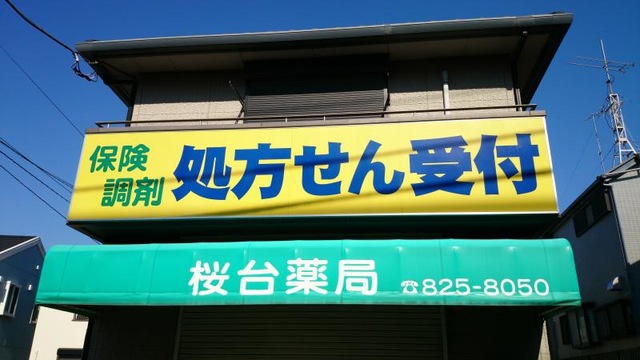 保険
調剤
処方せん受付
桜台薬局 ☎825-8050